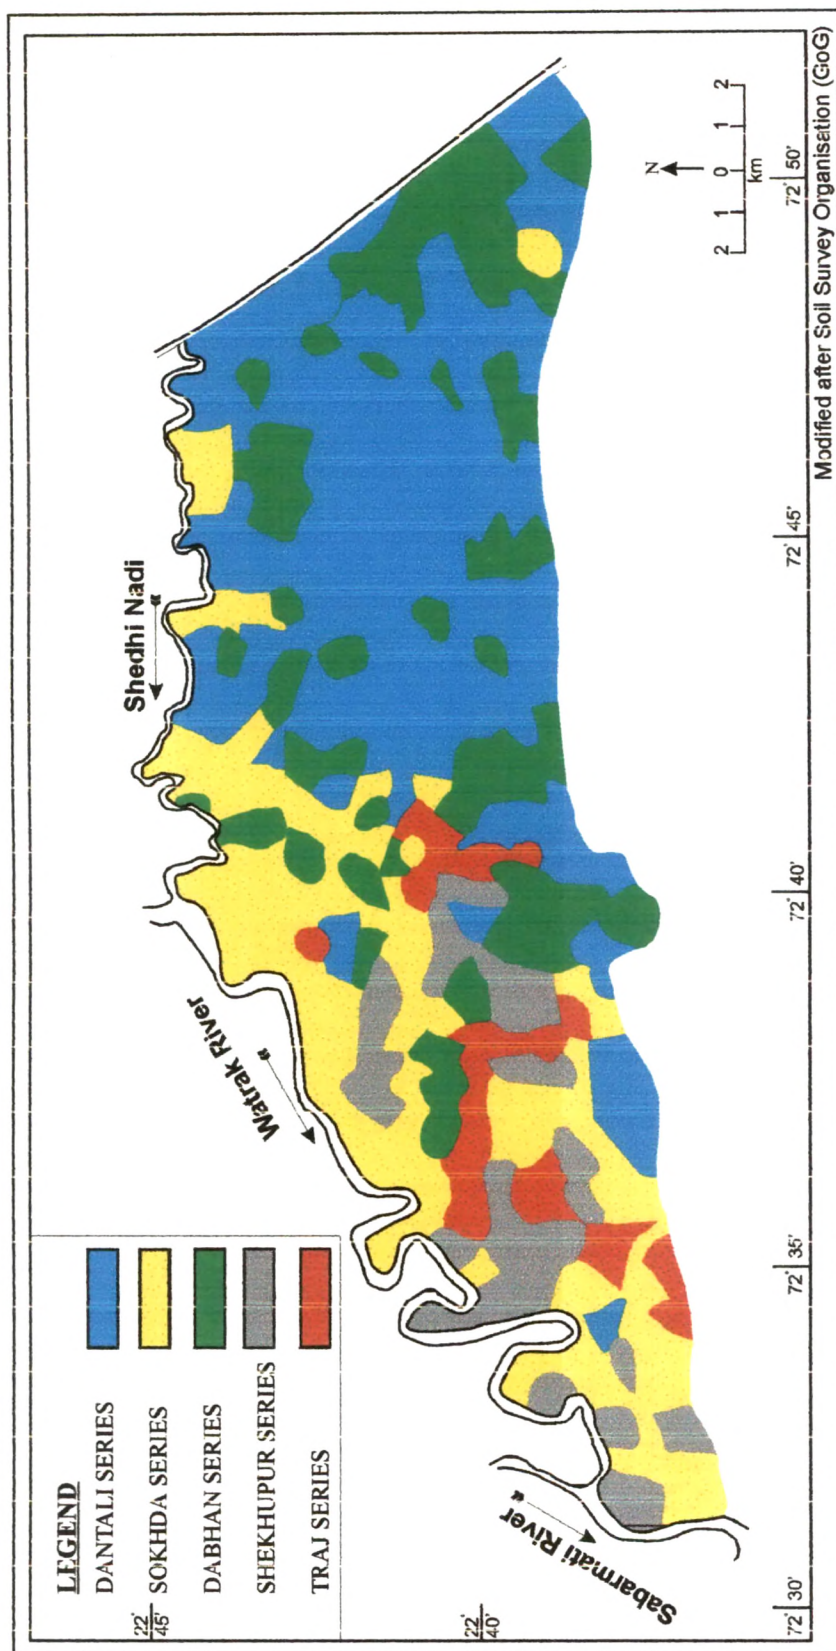 LEGEND
DANTALI SERIES
SOKHDA SERIES
DABHAN SERIES
SHEKHUPUR SERIES
TRAJ SERIES
Shedhi Nadi
Watrak River
Sabarmati River
22° 45'
22° 40'
72° 30'
72° 35'
72° 40'
72° 45'
72° 50'
N
2 1 0 1 2
km
Modified after Soil Survey Organisation (GoG)